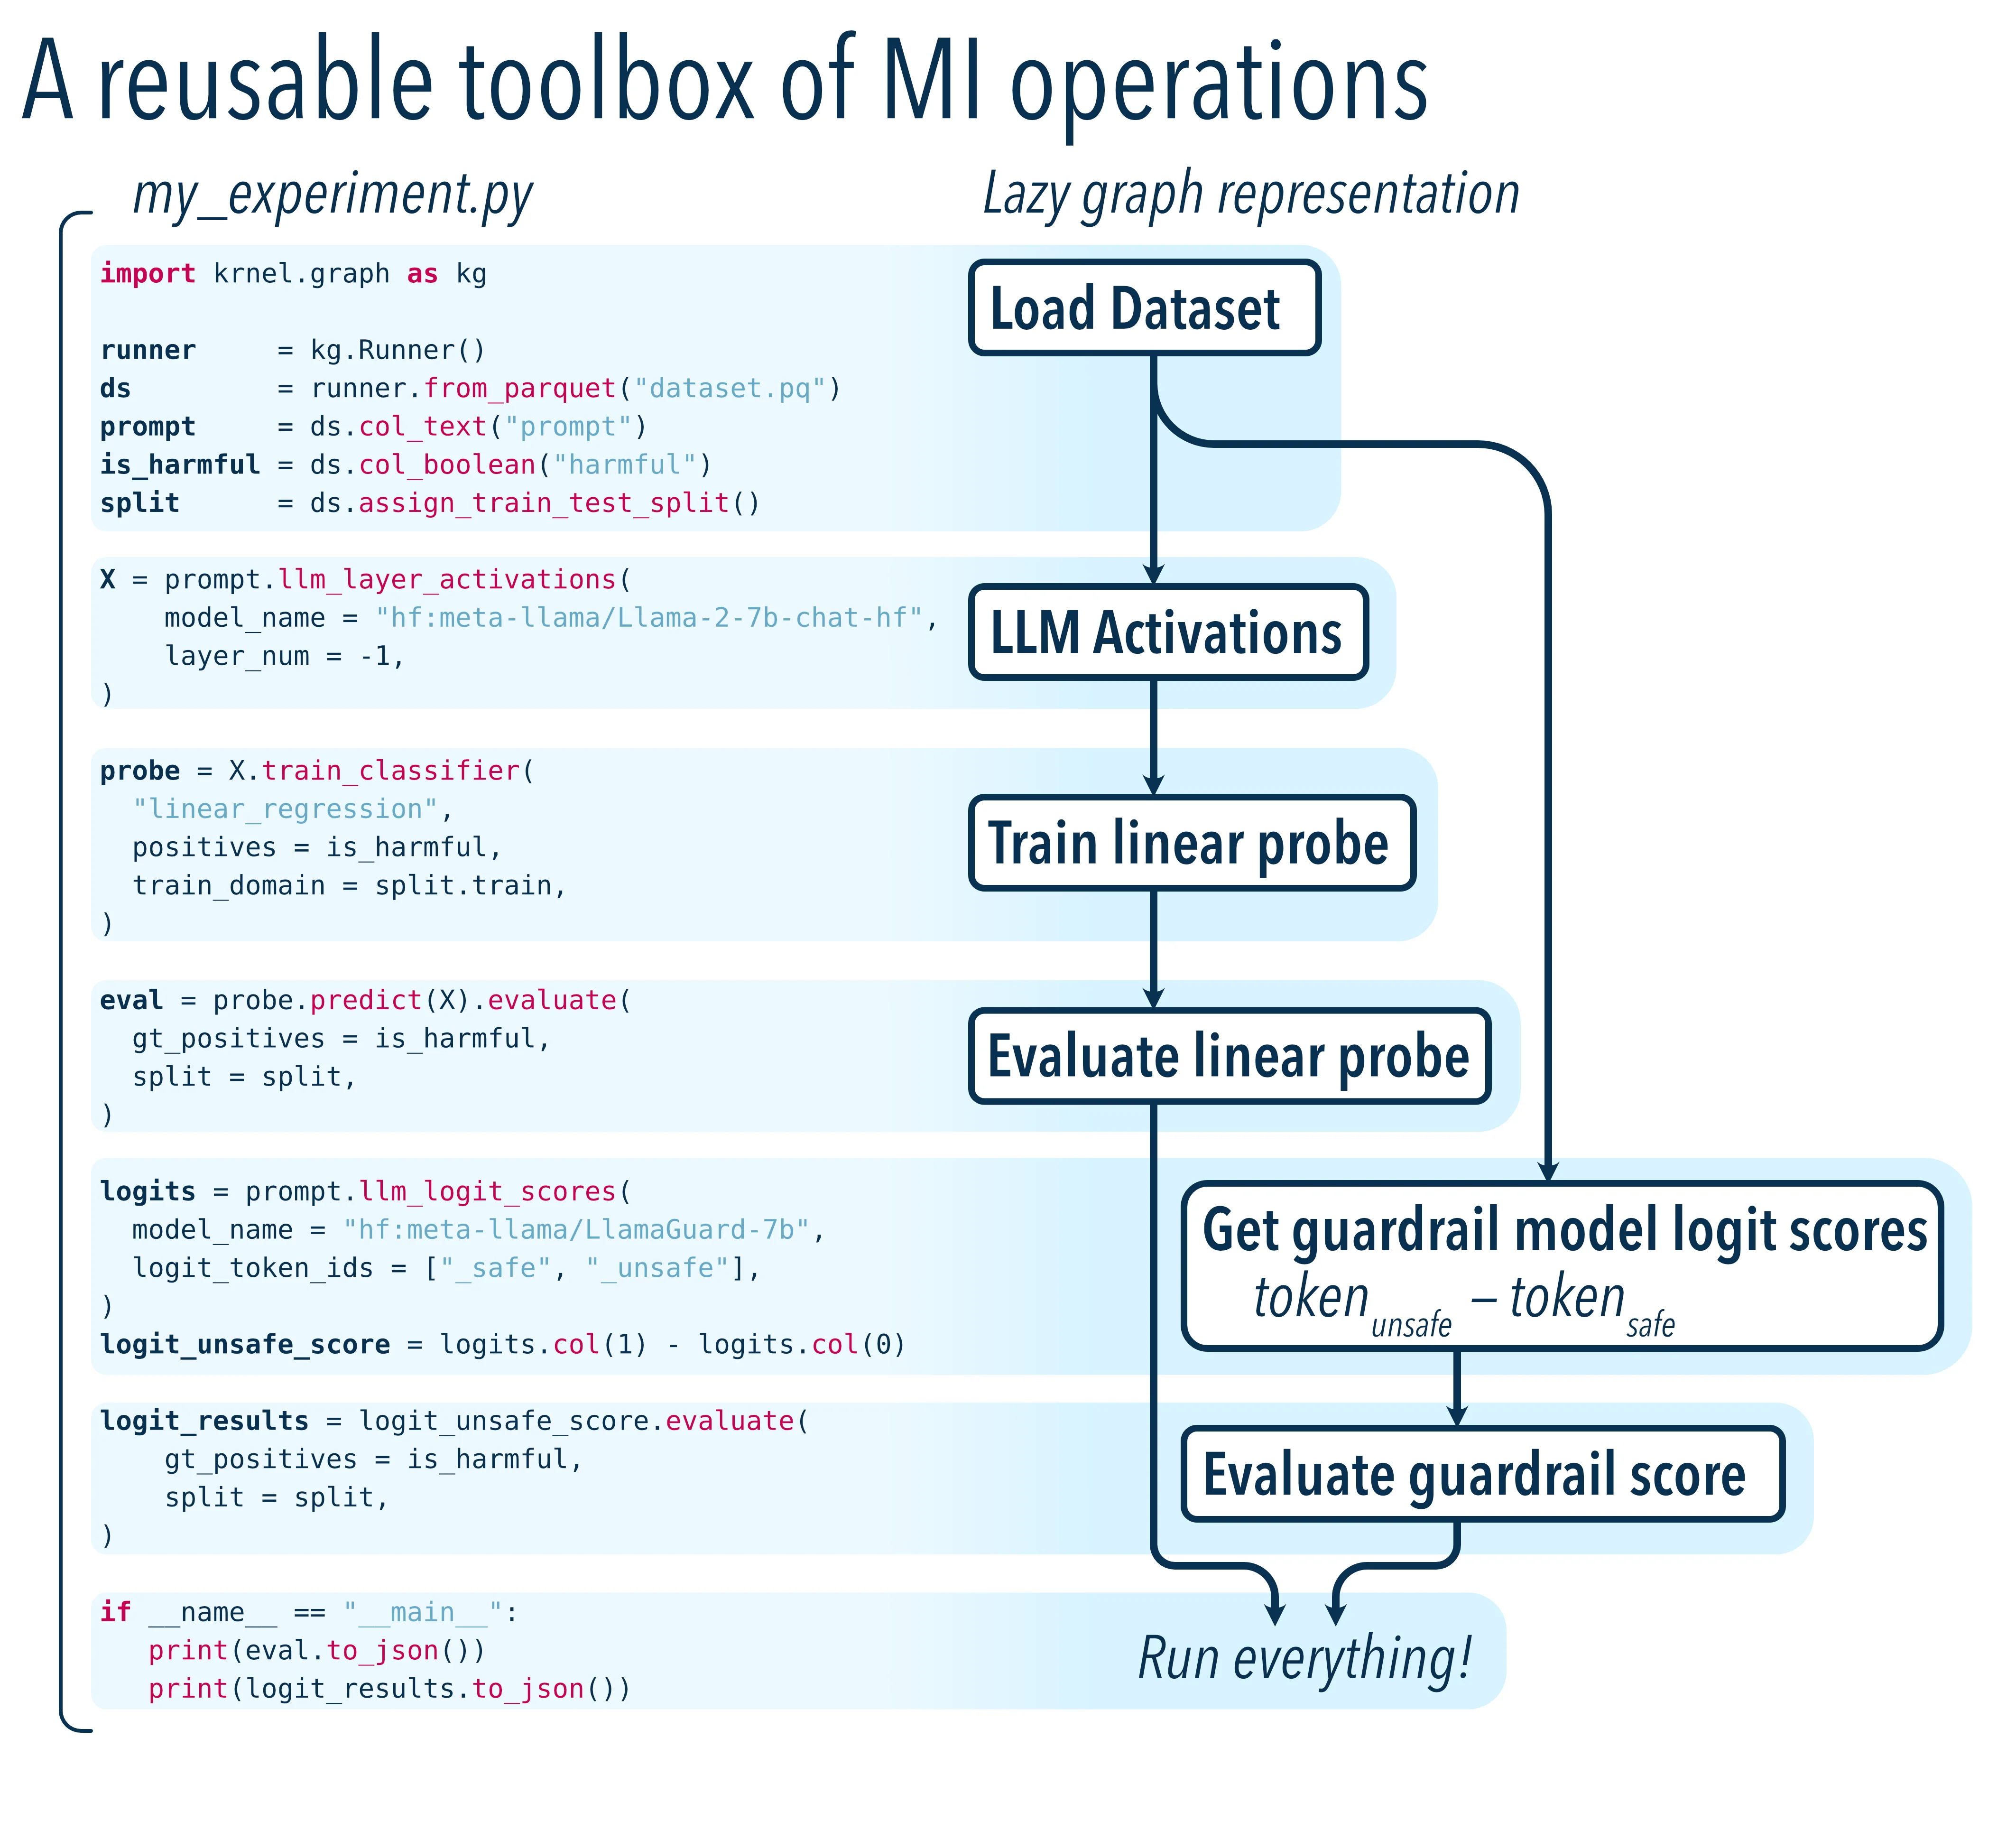 A reusable toolbox of MI operations
my_experiment.py
Lazy graph representation
import krnel.graph as kg
runner     = kg.Runner()
ds         = runner.from_parquet("dataset.pq")
prompt     = ds.col_text("prompt")
is_harmful = ds.col_boolean("harmful")
split      = ds.assign_train_test_split()
Load Dataset
X = prompt.llm_layer_activations(
    model_name = "hf:meta-llama/Llama-2-7b-chat-hf",
    layer_num = -1,
)
LLM Activations
probe = X.train_classifier(
  "linear_regression",
  positives = is_harmful,
  train_domain = split.train,
)
Train linear probe
eval = probe.predict(X).evaluate(
  gt_positives = is_harmful,
  split = split,
)
Evaluate linear probe
logits = prompt.llm_logit_scores(
  model_name = "hf:meta-llama/LlamaGuard-7b",
  logit_token_ids = ["_safe", "_unsafe"],
)
logit_unsafe_score = logits.col(1) - logits.col(0)
Get guardrail model logit scores
token unsafe – token safe
logit_results = logit_unsafe_score.evaluate(
    gt_positives = is_harmful,
    split = split,
)
Evaluate guardrail score
if __name__ == "__main__":
   print(eval.to_json())
   print(logit_results.to_json())
Run everything!